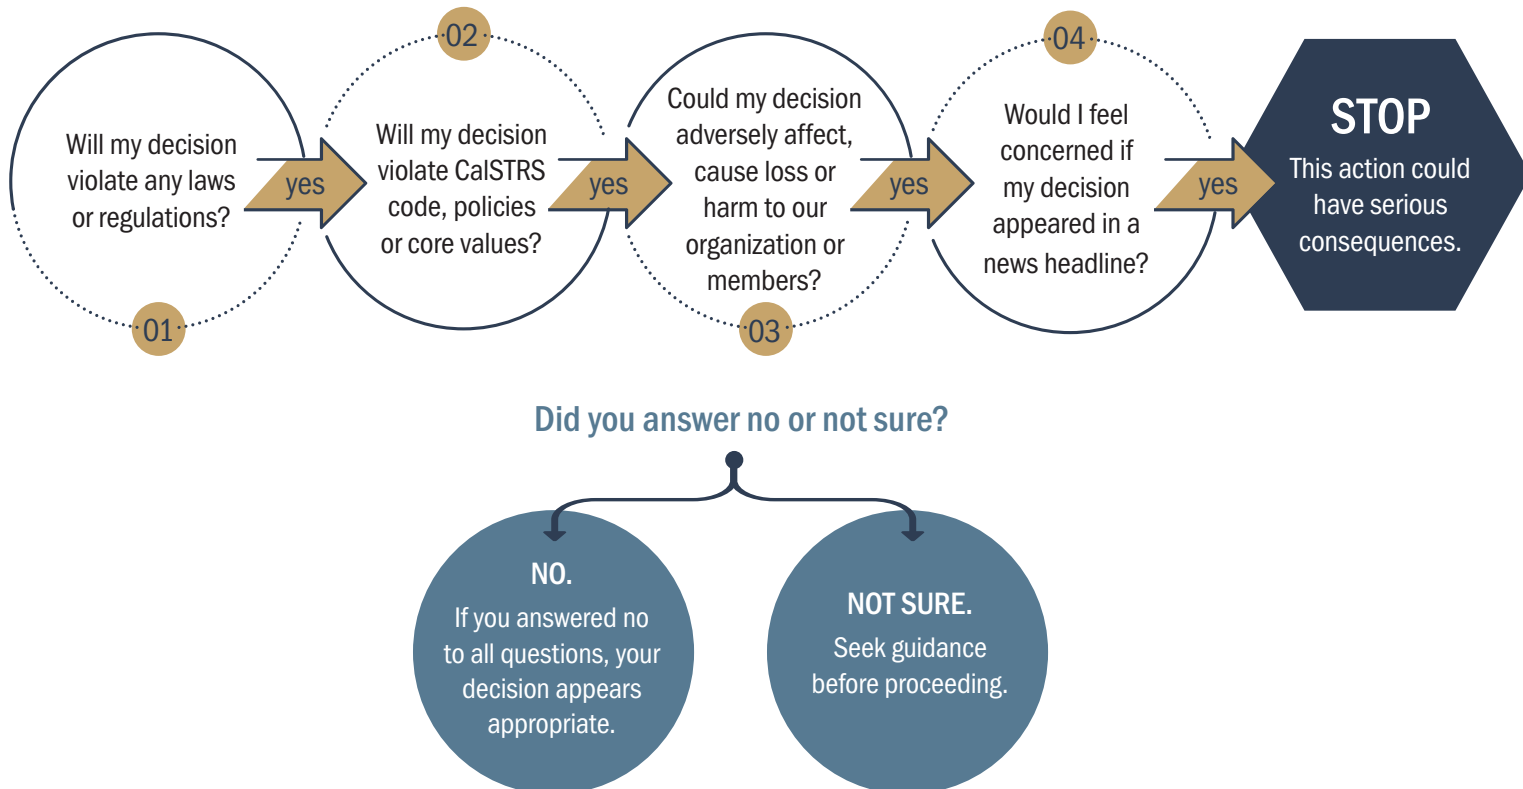 01
Will my decision
violate any laws
or regulations?
yes
02
Will my decision
violate CalSTRS
code, policies
or core values?
yes
03
Could my decision
adversely affect,
cause loss or
harm to our
organization or
members?
yes
04
Would I feel
concerned if
my decision
appeared in a
news headline?
yes
STOP
This action could
have serious
consequences.
Did you answer no or not sure?
NO.
If you answered no
to all questions, your
decision appears
appropriate.
NOT SURE.
Seek guidance
before proceeding.